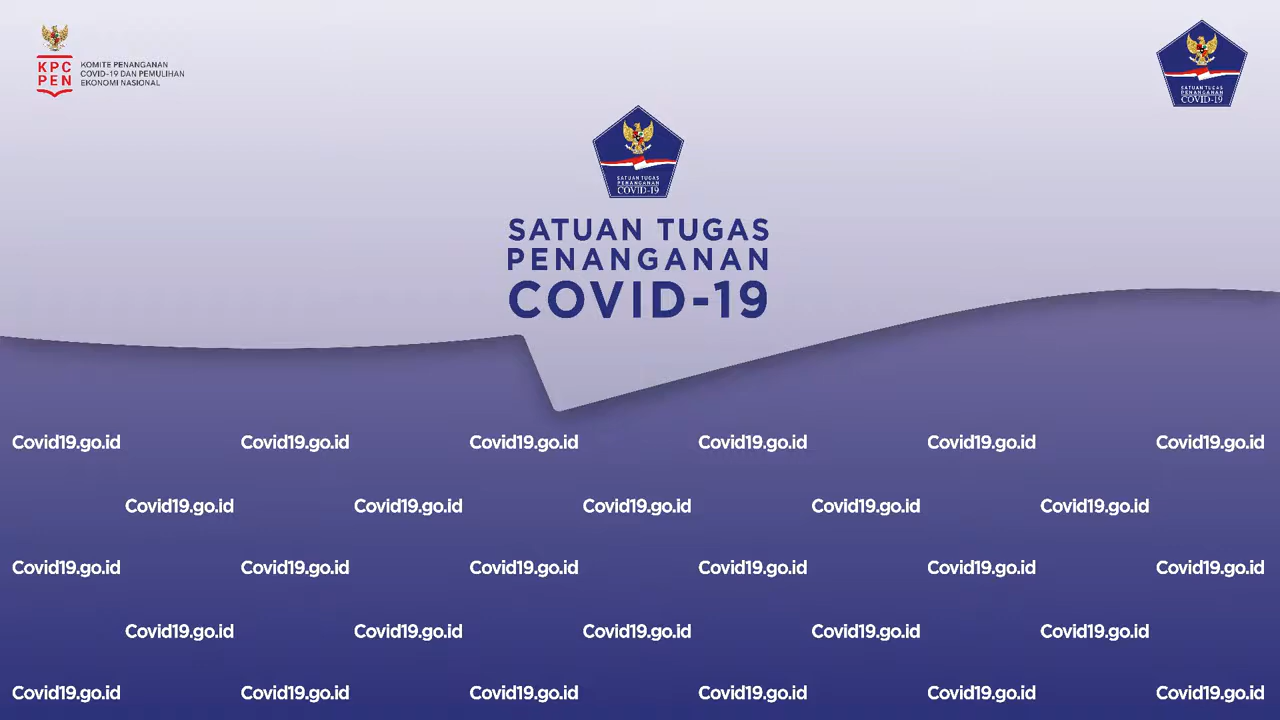 KPC
PEN
KOMITE PENANGANAN
COVID-19 DAN PEMULIHAN
EKONOMI NASIONAL
SATUAN TUGAS
PENANGANAN
COVID-19
SATUAN TUGAS
PENANGANAN
COVID-19
SATUAN TUGAS
PENANGANAN
COVID-19
Covid19.go.id Covid19.go.id Covid19.go.id Covid19.go.id Covid19.go.id Covid19.go.id
Covid19.go.id Covid19.go.id Covid19.go.id Covid19.go.id Covid19.go.id
Covid19.go.id Covid19.go.id Covid19.go.id Covid19.go.id Covid19.go.id Covid19.go.id
Covid19.go.id Covid19.go.id Covid19.go.id Covid19.go.id Covid19.go.id
Covid19.go.id Covid19.go.id Covid19.go.id Covid19.go.id Covid19.go.id Covid19.go.id